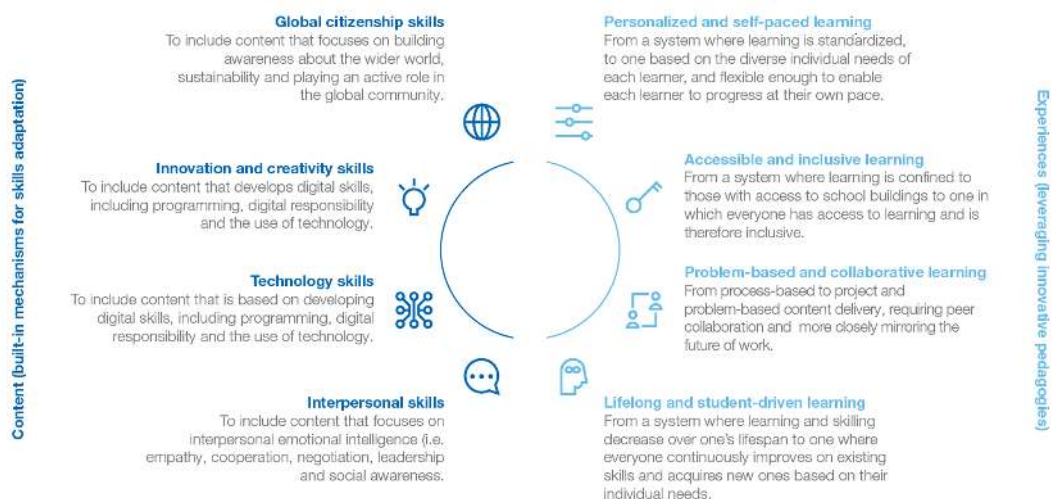 Content (built-in mechanisms for skills adaptation)
Global citizenship skills
To include content that focuses on building
awareness about the wider world,
sustainability and playing an active role in
the global community.
Innovation and creativity skills
To include content that develops digital skills,
including programming, digital responsibility
and the use of technology.
Technology skills
To include content that is based on developing
digital skills, including programming, digital
responsibility and the use of technology.
Interpersonal skills
To include content that focuses on
interpersonal emotional intelligence (i.e.
empathy, cooperation, negotiation, leadership
and social awareness.
Personalized and self-paced learning
From a system where learning is standardized,
to one based on the diverse individual needs of
each learner, and flexible enough to enable
each learner to progress at their own pace.
Accessible and inclusive learning
From a system where learning is confined to
those with access to school buildings to one in
which everyone has access to learning and is
therefore inclusive.
Problem-based and collaborative learning
From process-based to project and
problem-based content delivery, requiring peer
collaboration and more closely mirroring the
future of work.
Lifelong and student-driven learning
From a system where learning and skilling
decrease over one's lifespan to one where
everyone continuously improves on existing
skills and acquires new ones based on their
individual needs.
Experiences (leveraging innovative pedagogies)